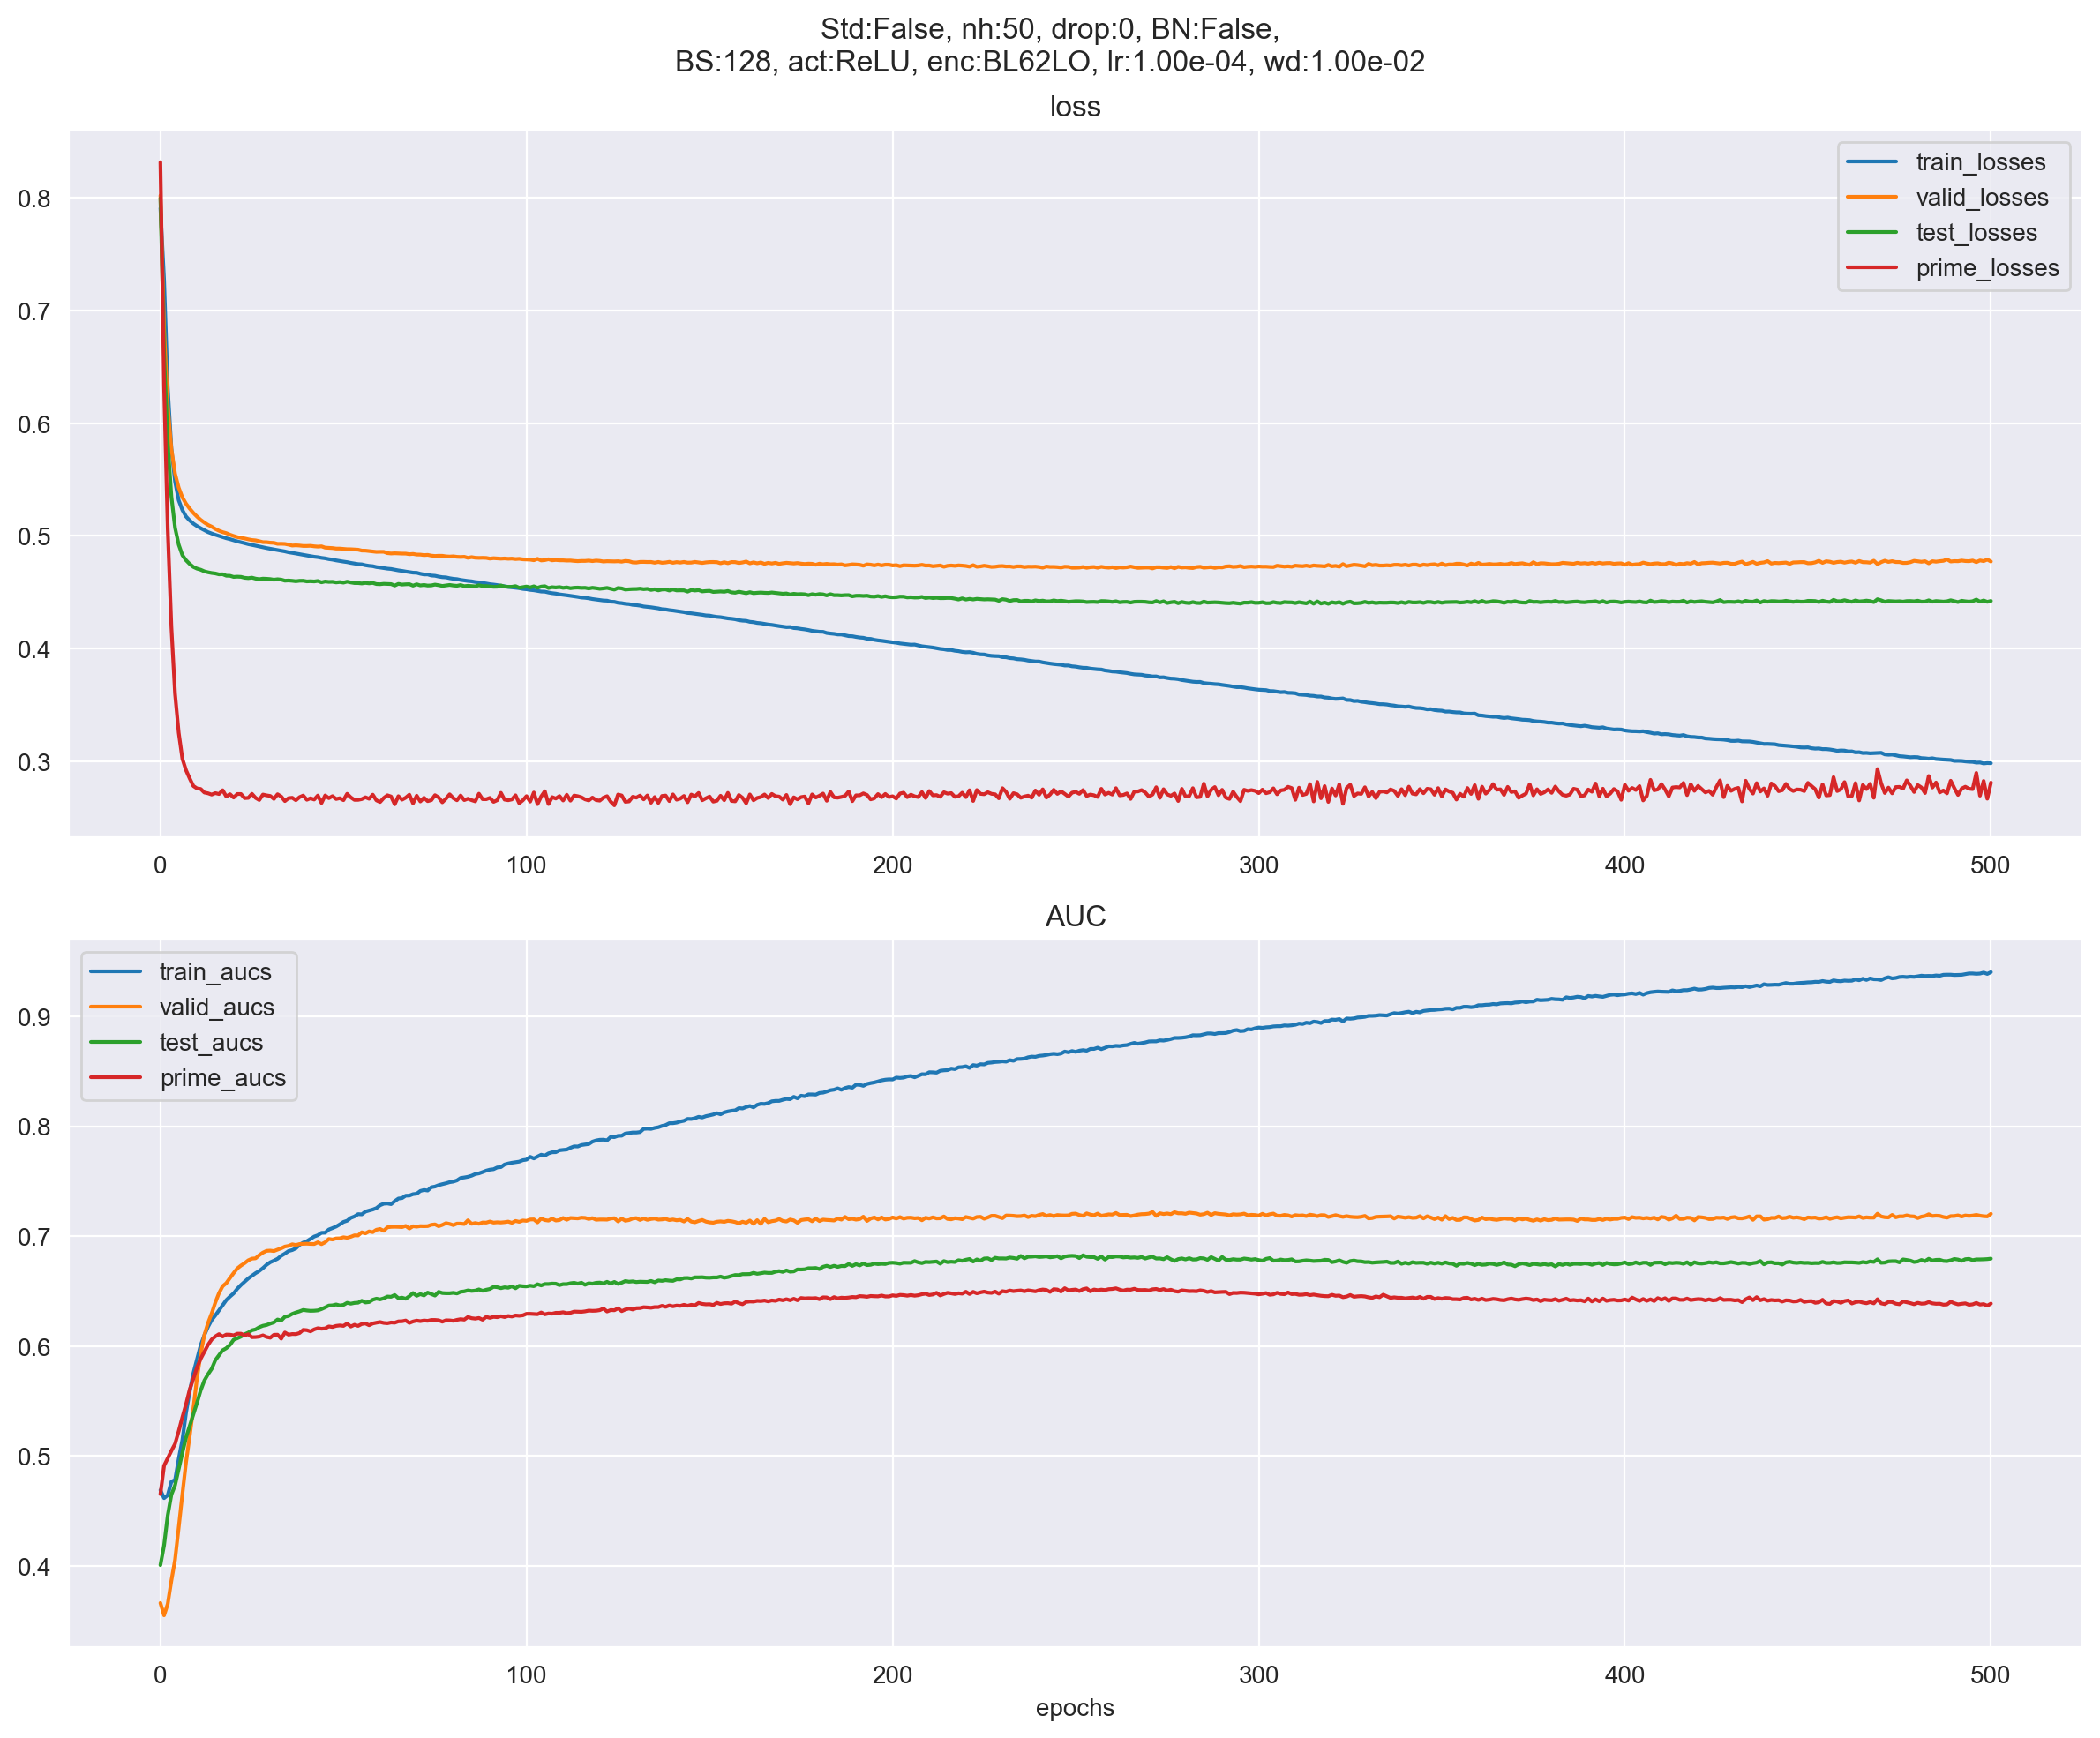 Std:False, nh:50, drop:0, BN:False,
BS:128, act:ReLU, enc:BL62LO, lr:1.00e-04, wd:1.00e-02
loss
train_losses
valid_losses
test_losses
prime_losses
0.8
0.7
0.6
0.5
0.4
0.3
0 100 200 300 400 500
AUC
train_aucs
valid_aucs
test_aucs
prime_aucs
0.9
0.8
0.7
0.6
0.5
0.4
0 100 200 300 400 500
epochs